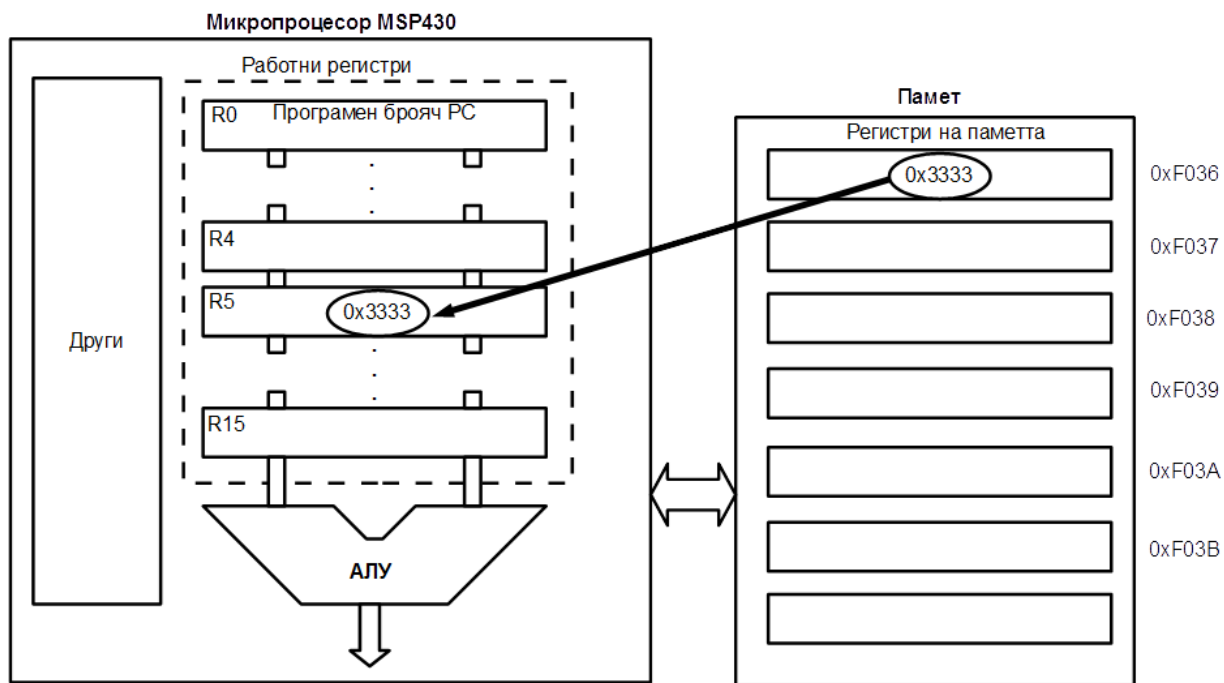 Микропроцесор MSP430
Работни регистри
R0
Програмен брояч PC
R4
R5
0x3333
R15
Други
АЛУ
Памет
Регистри на паметта
0x3333
0xF036
0xF037
0xF038
0xF039
0xF03A
0xF03B